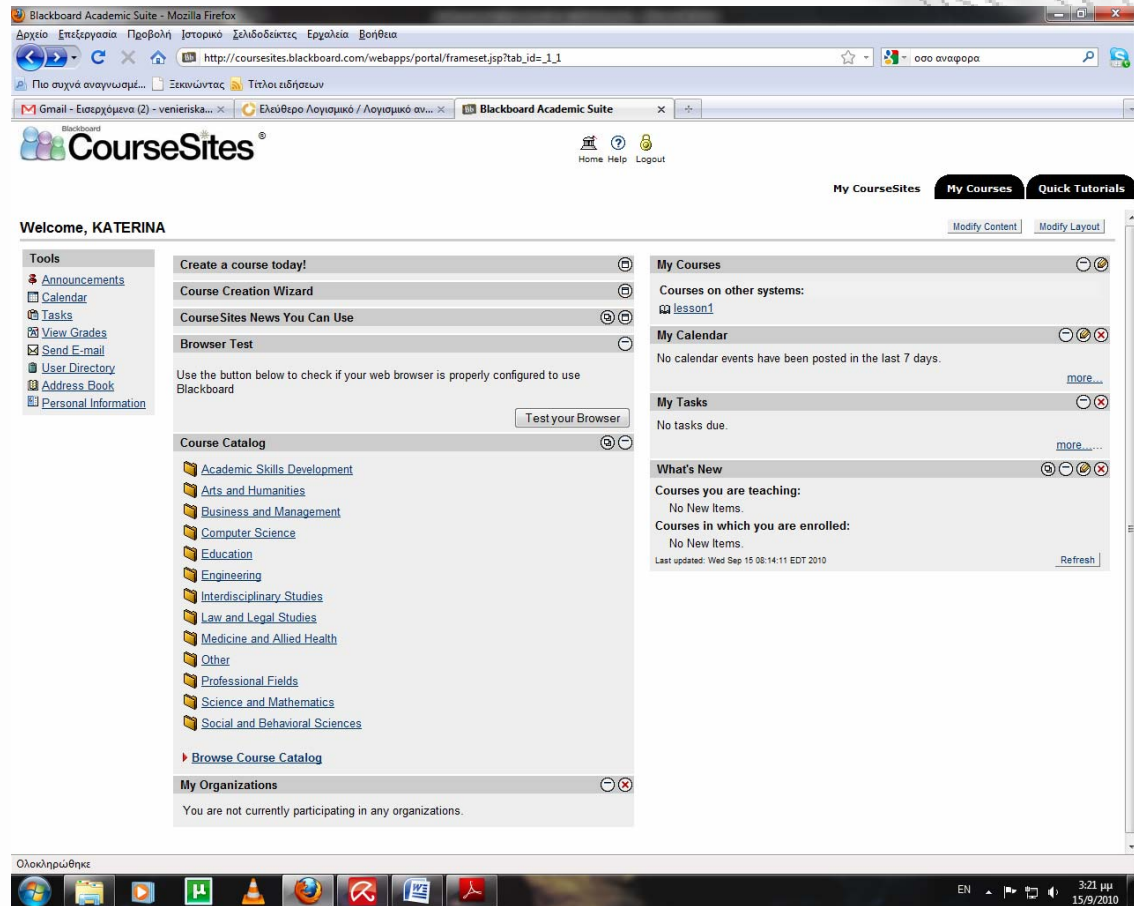 Blackboard Academic Suite - Mozilla Firefox
Αρχείο Επεξεργασία Προβολή Ιστορικό Σελιδοδείκτες Εργαλεία Βοήθεια
http://coursesites.blackboard.com/webapps/portal/frameset.jsp?tab_id=_1_1
οσο αναφορα
Πιο συχνά αναγνωσμέ... Ξεκινώντας Τίτλοι ειδήσεων
Gmail - Εισερχόμενα (2) - venieriska... Ελεύθερο Λογισμικό / Λογισμικό αν... Blackboard Academic Suite
Blackboard
CourseSites®
Home Help Logout
My CourseSites My Courses Quick Tutorials
Welcome, KATERINA
Modify Content Modify Layout
Tools
Announcements
Calendar
Tasks
View Grades
Send E-mail
User Directory
Address Book
Personal Information
Create a course today!
Course Creation Wizard
CourseSites News You Can Use
Browser Test
Use the button below to check if your web browser is properly configured to use
Blackboard
Test your Browser
Course Catalog
Academic Skills Development
Arts and Humanities
Business and Management
Computer Science
Education
Engineering
Interdisciplinary Studies
Law and Legal Studies
Medicine and Allied Health
Other
Professional Fields
Science and Mathematics
Social and Behavioral Sciences
Browse Course Catalog
My Organizations
You are not currently participating in any organizations.
My Courses
Courses on other systems:
lesson1
My Calendar
No calendar events have been posted in the last 7 days.
more...
My Tasks
No tasks due.
more......
What's New
Courses you are teaching:
No New Items.
Courses in which you are enrolled:
No New Items.
Last updated: Wed Sep 15 08:14:11 EDT 2010
Refresh
Ολοκληρώθηκε
EN
3:21 μμ
15/9/2010